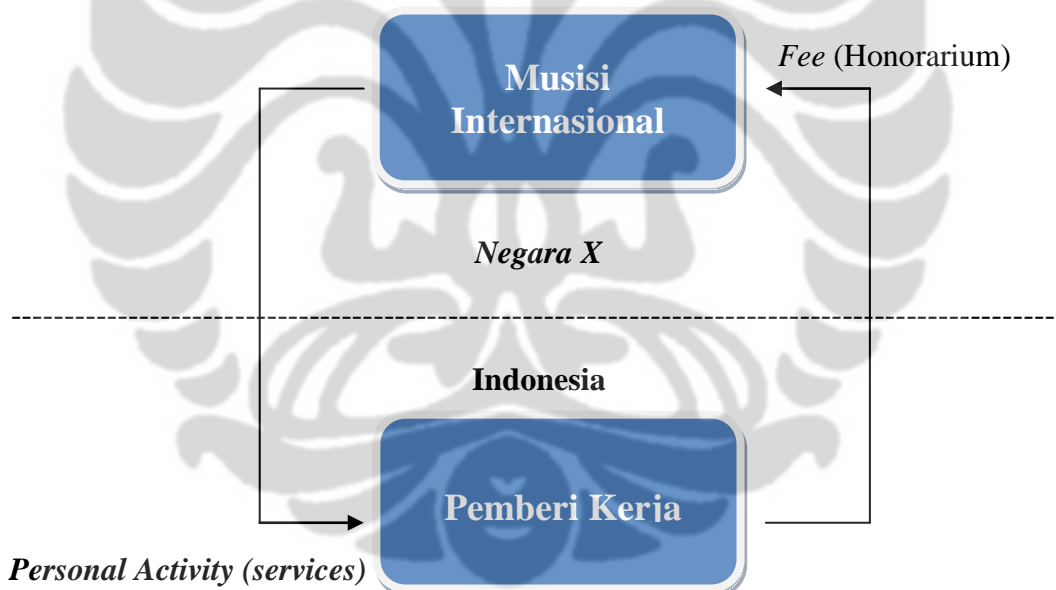 Fee (Honorarium)
Musisi
Internasional
Negara X
Indonesia
Pemberi Kerja
Personal Activity (services)